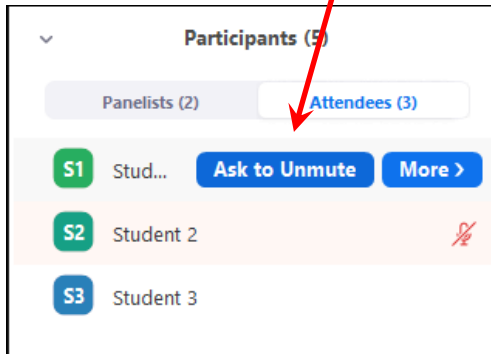 Participants (5)
Panelists (2) Attendees (3)
S1 Stud... Ask to Unmute More >
S2 Student 2
S3 Student 3